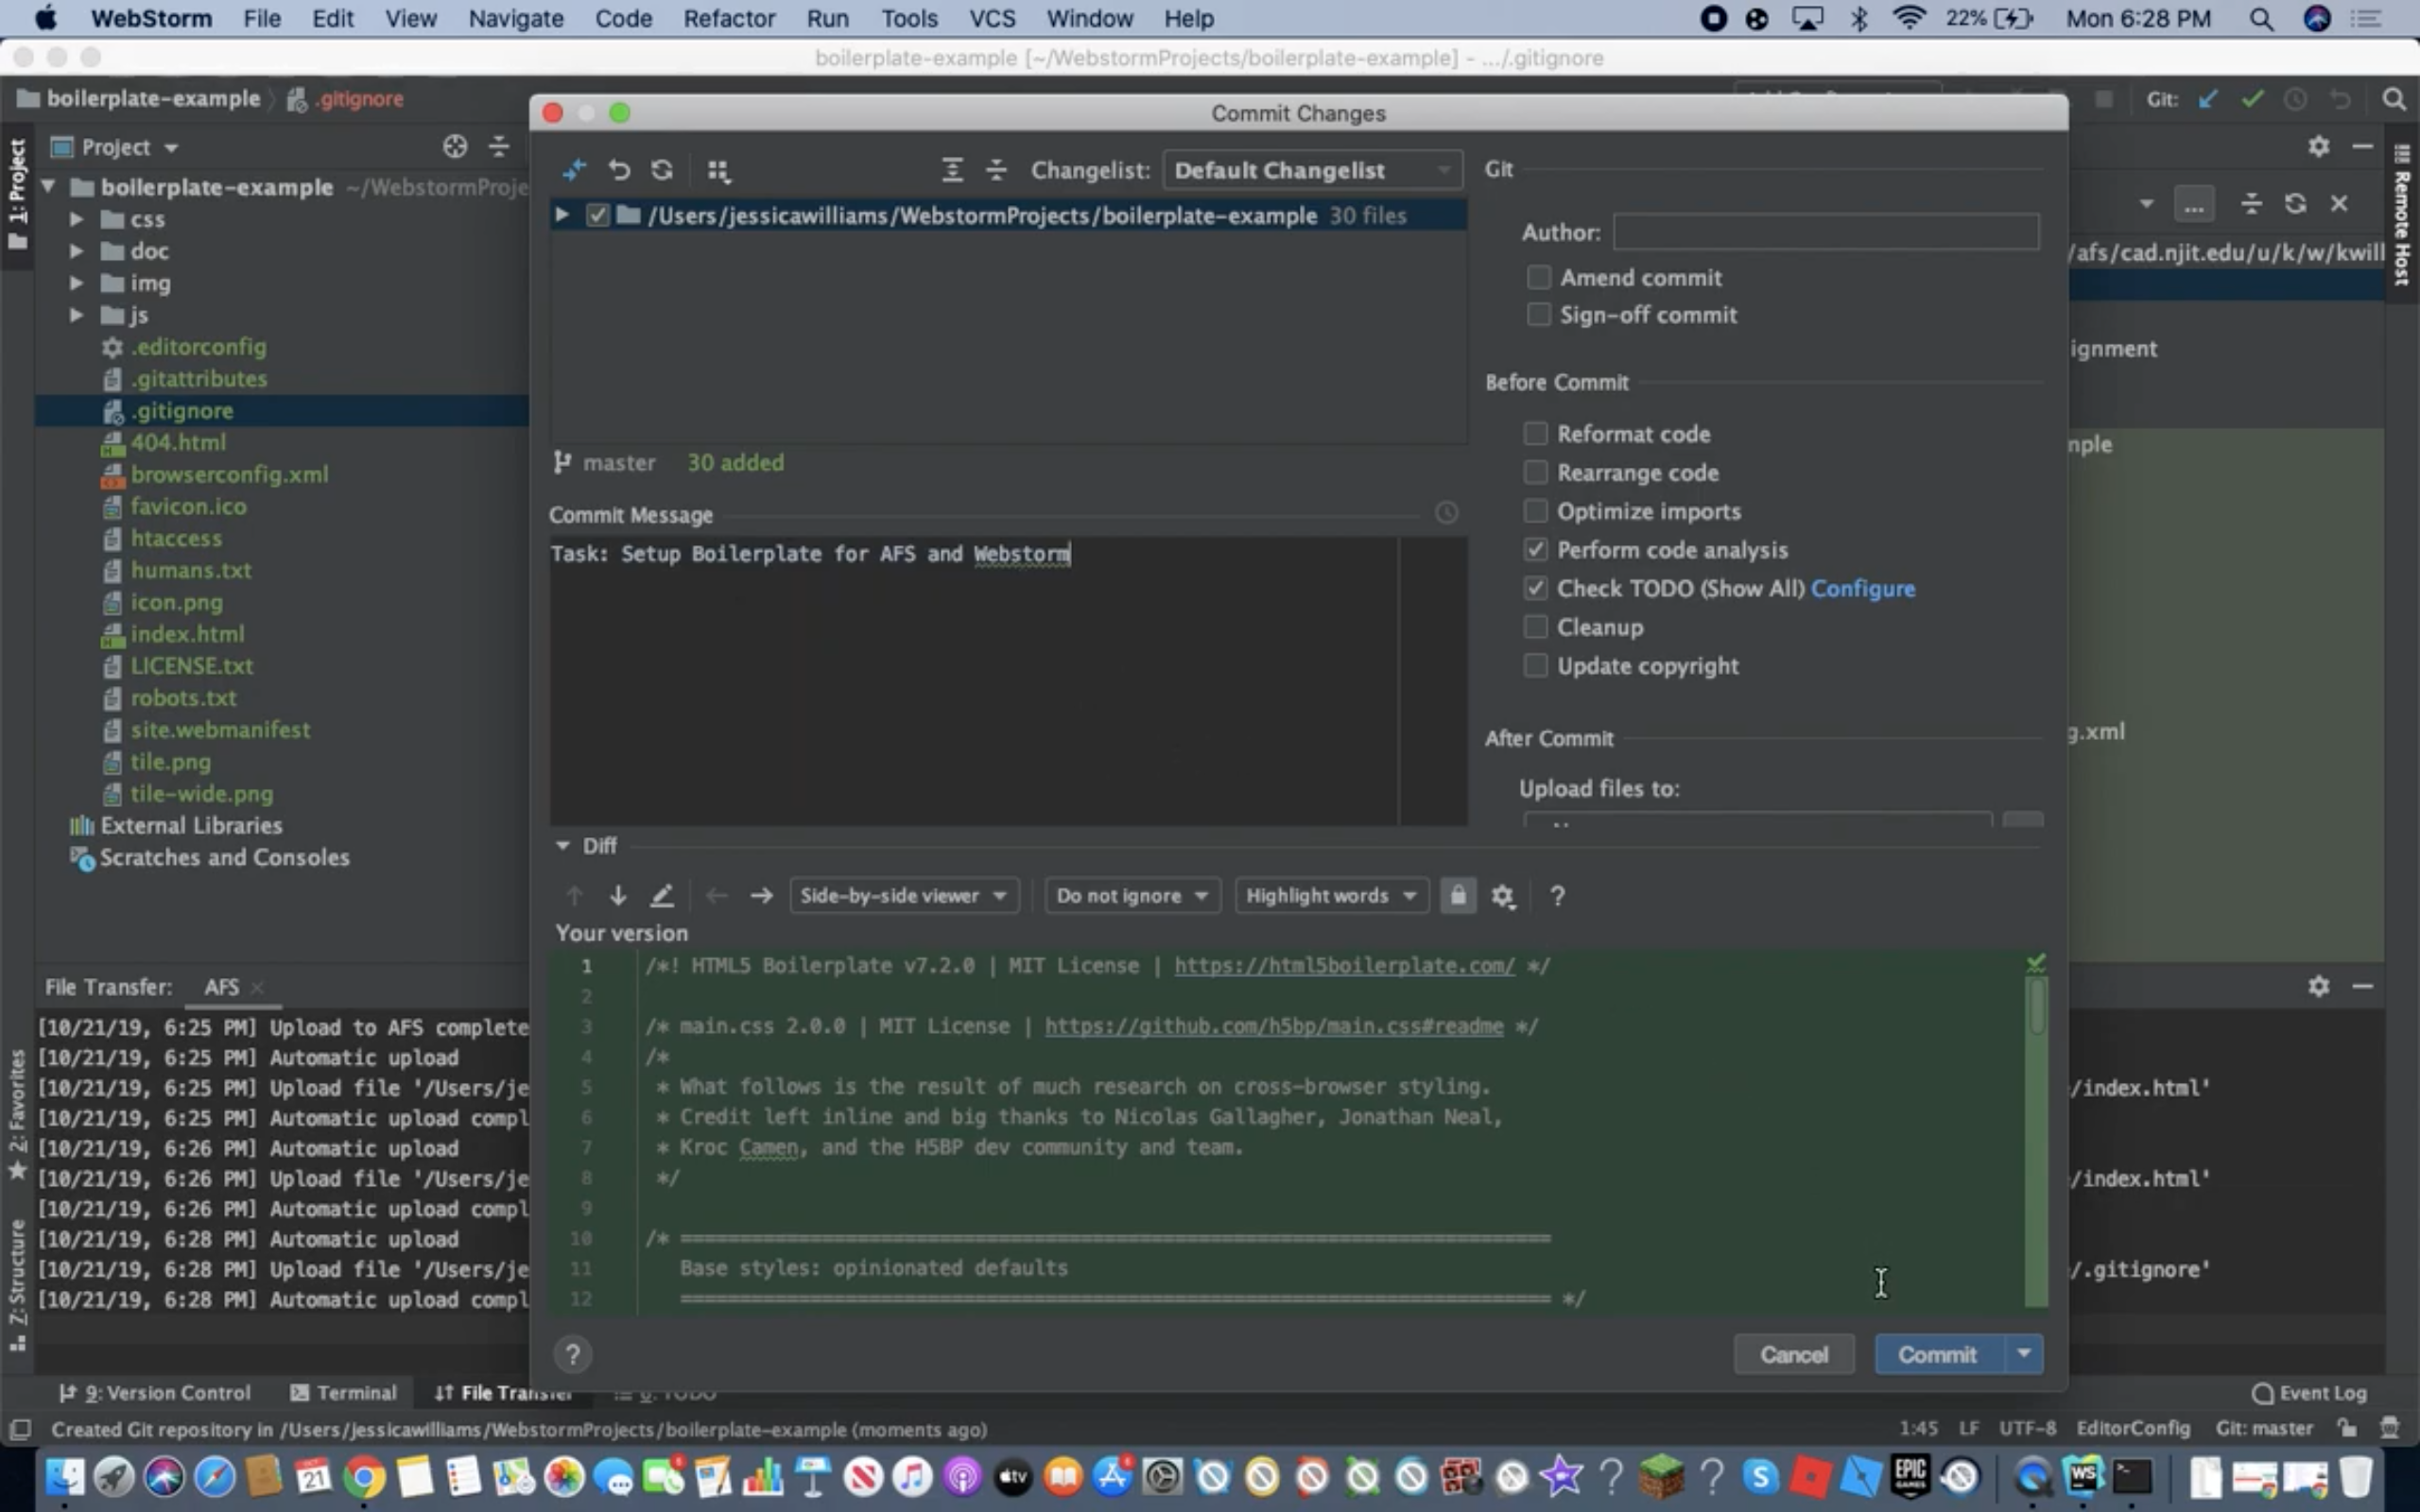 WebStorm File Edit View Navigate Code Refactor Run Tools VCS Window Help 22% Mon 6:28 PM
boilerplate-example [~/WebstormProjects/boilerplate-example] - .../.gitignore
boilerplate-example .gitignore
Git:
Commit Changes
1: Project
Project
boilerplate-example ~/WebstormProje
css
doc
img
js
.editorconfig
.gitattributes
.gitignore
404.html
browserconfig.xml
favicon.ico
htaccess
humans.txt
icon.png
index.html
LICENSE.txt
robots.txt
site.webmanifest
tile.png
tile-wide.png
External Libraries
Scratches and Consoles
Changelist: Default Changelist
/Users/jessicawilliams/WebstormProjects/boilerplate-example 30 files
master 30 added
Commit Message
Task: Setup Boilerplate for AFS and Webstorm
Git
Author:
Amend commit
Sign-off commit
Before Commit
Reformat code
Rearrange code
Optimize imports
Perform code analysis
Check TODO (Show All) Configure
Cleanup
Update copyright
After Commit
Upload files to:
Diff
Side-by-side viewer Do not ignore Highlight words ?
Your version
1 /*! HTML5 Boilerplate v7.2.0 | MIT License | https://html5boilerplate.com/ */
2
3 /* main.css 2.0.0 | MIT License | https://github.com/h5bp/main.css#readme */
4 /*
5 * What follows is the result of much research on cross-browser styling.
6 * Credit left inline and big thanks to Nicolas Gallagher, Jonathan Neal,
7 * Kroc Camen, and the H5BP dev community and team.
8 */
9
10 /* ==========================================================================
11 Base styles: opinionated defaults
12 ========================================================================== */
? Cancel Commit
...
/afs/cad.njit.edu/u/k/w/kwill
ignment
nple
g.xml
Remote Host
File Transfer: AFS
[10/21/19, 6:25 PM] Upload to AFS complete
[10/21/19, 6:25 PM] Automatic upload
[10/21/19, 6:25 PM] Upload file '/Users/je
/index.html'
[10/21/19, 6:25 PM] Automatic upload compl
[10/21/19, 6:26 PM] Automatic upload
[10/21/19, 6:26 PM] Upload file '/Users/je
/index.html'
[10/21/19, 6:26 PM] Automatic upload compl
[10/21/19, 6:28 PM] Automatic upload
[10/21/19, 6:28 PM] Upload file '/Users/je
/.gitignore'
[10/21/19, 6:28 PM] Automatic upload compl
2: Favorites
Z: Structure
9: Version Control Terminal File Transfer 6: TODO Event Log
Created Git repository in /Users/jessicawilliams/WebstormProjects/boilerplate-example (moments ago) 1:45 LF UTF-8 EditorConfig Git: master
OCT
21
tv
EPIC
GAMES
WS